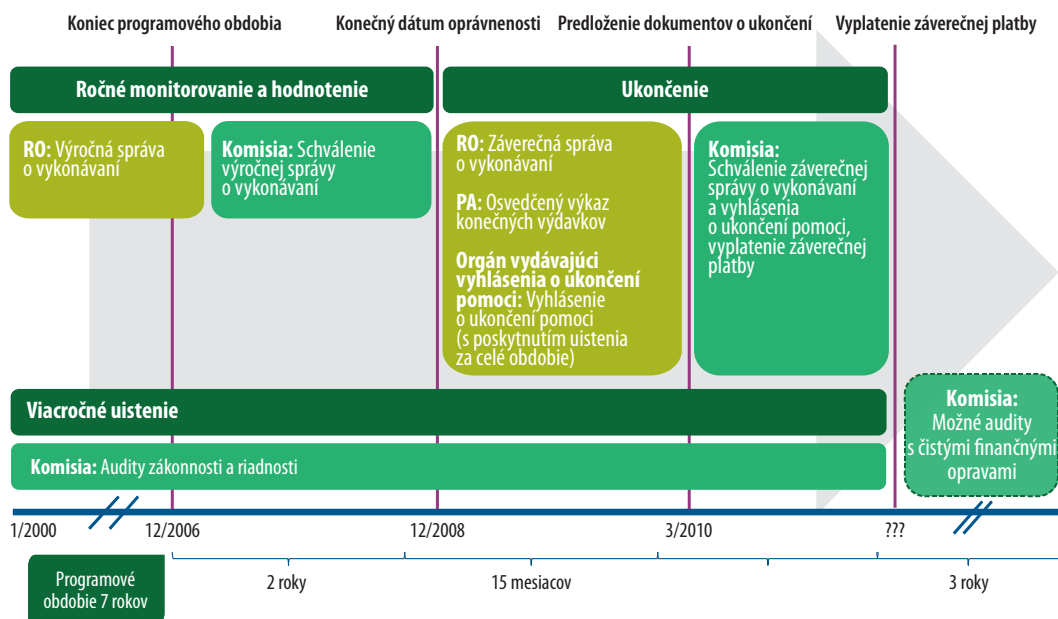 Koniec programového obdobia
Konečný dátum oprávnenosti
Predloženie dokumentov o ukončení
Vyplatenie záverečnej platby
Ročné monitorovanie a hodnotenie
Ukončenie
RO: Výročná správa
o vykonávaní
Komisia: Schválenie
výročnej správy
o vykonávaní
RO: Záverečná správa
o vykonávaní
PA: Osvedčený výkaz
konečných výdavkov
Orgán vydávajúci
vyhlásenia o ukončení
pomoci: Vyhlásenie
o ukončení pomoci
(s poskytnutím uistenia
za celé obdobie)
Komisia:
Schválenie záverečnej
správy o vykonávaní
a vyhlásenia
o ukončení pomoci,
vyplatenie záverečnej
platby
Viacročné uistenie
Komisia: Audity zákonnosti a riadnosti
Komisia:
Možné audity
s čistými finančnými
opravami
1/2000
12/2006
12/2008
3/2010
???
Programové
obdobie 7 rokov
2 roky
15 mesiacov
3 roky